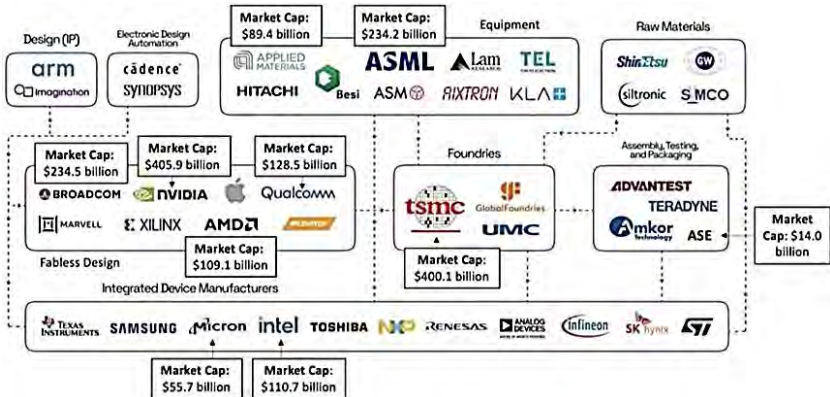 Market Cap:
$89.4 billion
Market Cap:
$234.2 billion
Equipment
Raw Materials
Design (IP)
Electronic Design
Automation
arm
Imagination
cādence
SYNOPSYS
APPLIED
MATERIALS
ASML
Lam
RESEARCH
TEL
HITACHI
Besi
ASM
AIXTRON
KLA
ShinEtsu
GW
siltronic
SUMCO
Market Cap:
$234.5 billion
Market Cap:
$405.9 billion
Market Cap:
$128.5 billion
Foundries
Assembly, Testing,
and Packaging
BROADCOM
NVIDIA
Qualcomm
MARVELL
XILINX
AMD
Market Cap:
$109.1 billion
Fabless Design
tsmc
GlobalFoundries
UMC
Market Cap:
$400.1 billion
ADVANTEST
TERADYNE
Amkor
Technology
ASE
Market
Cap: $14.0
billion
Integrated Device Manufacturers
TEXAS
INSTRUMENTS
SAMSUNG
Micron
intel
TOSHIBA
NXP
RENESAS
ANALOG
DEVICES
infineon
SK hynix
ST
Market Cap:
$55.7 billion
Market Cap:
$110.7 billion